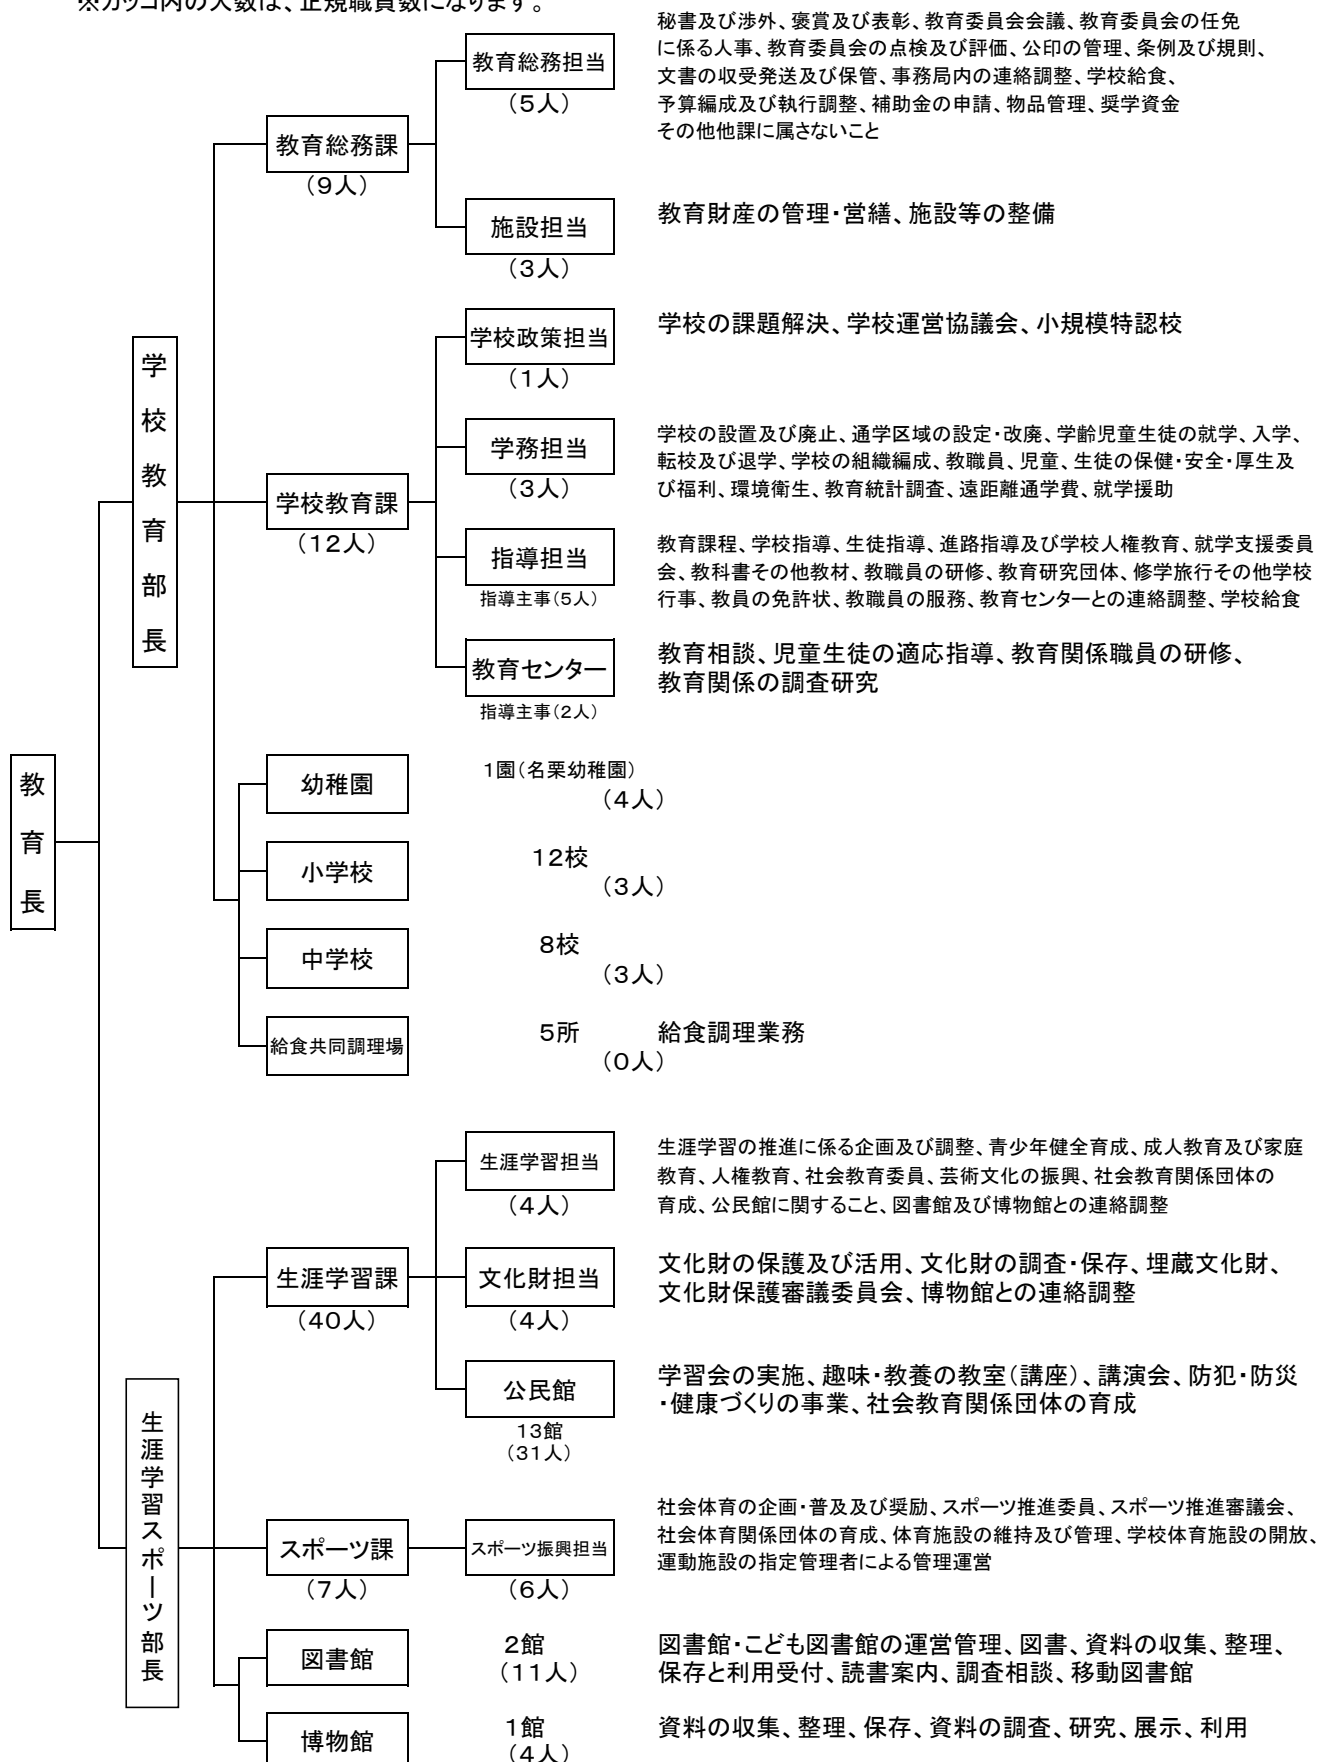 ※カッコ内の人数は、正規職員数になります。
教育長
学校教育部長
教育総務課
（9人）
教育総務担当
（5人）
秘書及び渉外、褒賞及び表彰、教育委員会会議、教育委員会の任免
に係る人事、教育委員会の点検及び評価、公印の管理、条例及び規則、
文書の収受発送及び保管、事務局内の連絡調整、学校給食、
予算編成及び執行調整、補助金の申請、物品管理、奨学資金
その他他課に属さないこと
施設担当
（3人）
教育財産の管理・営繕、施設等の整備
学校教育課
（12人）
学校政策担当
（1人）
学校の課題解決、学校運営協議会、小規模特認校
学務担当
（3人）
学校の設置及び廃止、通学区域の設定・改廃、学齢児童生徒の就学、入学、
転校及び退学、学校の組織編成、教職員、児童、生徒の保健・安全・厚生及
び福利、環境衛生、教育統計調査、遠距離通学費、就学援助
指導担当
指導主事（5人）
教育課程、学校指導、生徒指導、進路指導及び学校人権教育、就学支援委員
会、教科書その他教材、教職員の研修、教育研究団体、修学旅行その他学校
行事、教員の免許状、教職員の服務、教育センターとの連絡調整、学校給食
教育センター
指導主事（2人）
教育相談、児童生徒の適応指導、教育関係職員の研修、
教育関係の調査研究
幼稚園
1園（名栗幼稚園）
（4人）
小学校
12校
（3人）
中学校
8校
（3人）
給食共同調理場
5所 給食調理業務
（0人）
生涯学習スポーツ部長
生涯学習課
（40人）
生涯学習担当
（4人）
生涯学習の推進に係る企画及び調整、青少年健全育成、成人教育及び家庭
教育、人権教育、社会教育委員、芸術文化の振興、社会教育関係団体の
育成、公民館に関すること、図書館及び博物館との連絡調整
文化財担当
（4人）
文化財の保護及び活用、文化財の調査・保存、埋蔵文化財、
文化財保護審議委員会、博物館との連絡調整
公民館
13館
（31人）
学習会の実施、趣味・教養の教室（講座）、講演会、防犯・防災
・健康づくりの事業、社会教育関係団体の育成
スポーツ課
（7人）
スポーツ振興担当
（6人）
社会体育の企画・普及及び奨励、スポーツ推進委員、スポーツ推進審議会、
社会体育関係団体の育成、体育施設の維持及び管理、学校体育施設の開放、
運動施設の指定管理者による管理運営
図書館
2館
（11人）
図書館・こども図書館の運営管理、図書、資料の収集、整理、
保存と利用受付、読書案内、調査相談、移動図書館
博物館
1館
（4人）
資料の収集、整理、保存、資料の調査、研究、展示、利用